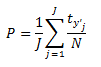 P = \frac{1}{J} \sum_{j=1}^{J} \frac{t_{y'_j}}{N}